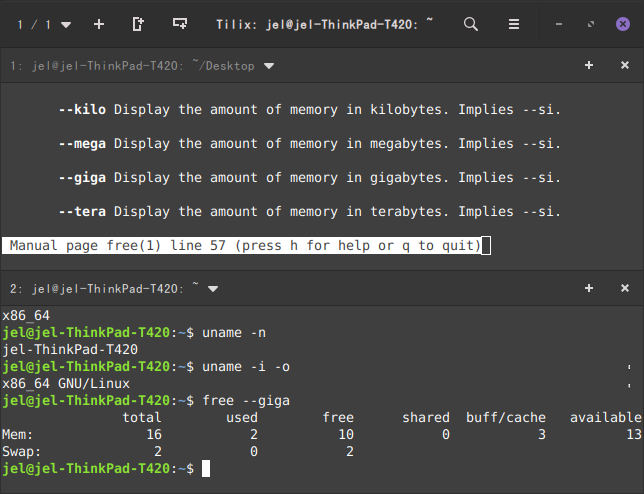 1 / 1 Tilix: jel@jel-ThinkPad-T420: ~
1: jel@jel-ThinkPad-T420: ~/Desktop
--kilo Display the amount of memory in kilobytes. Implies --si.
--mega Display the amount of memory in megabytes. Implies --si.
--giga Display the amount of memory in gigabytes. Implies --si.
--tera Display the amount of memory in terabytes. Implies --si.
Manual page free(1) line 57 (press h for help or q to quit)
2: jel@jel-ThinkPad-T420: ~
x86_64
jel@jel-ThinkPad-T420:~$ uname -n
jel-ThinkPad-T420
jel@jel-ThinkPad-T420:~$ uname -i -o
x86_64 GNU/Linux
jel@jel-ThinkPad-T420:~$ free --giga
total used free shared buff/cache available
Mem: 16 2 10 0 3 13
Swap: 2 0 2
jel@jel-ThinkPad-T420:~$